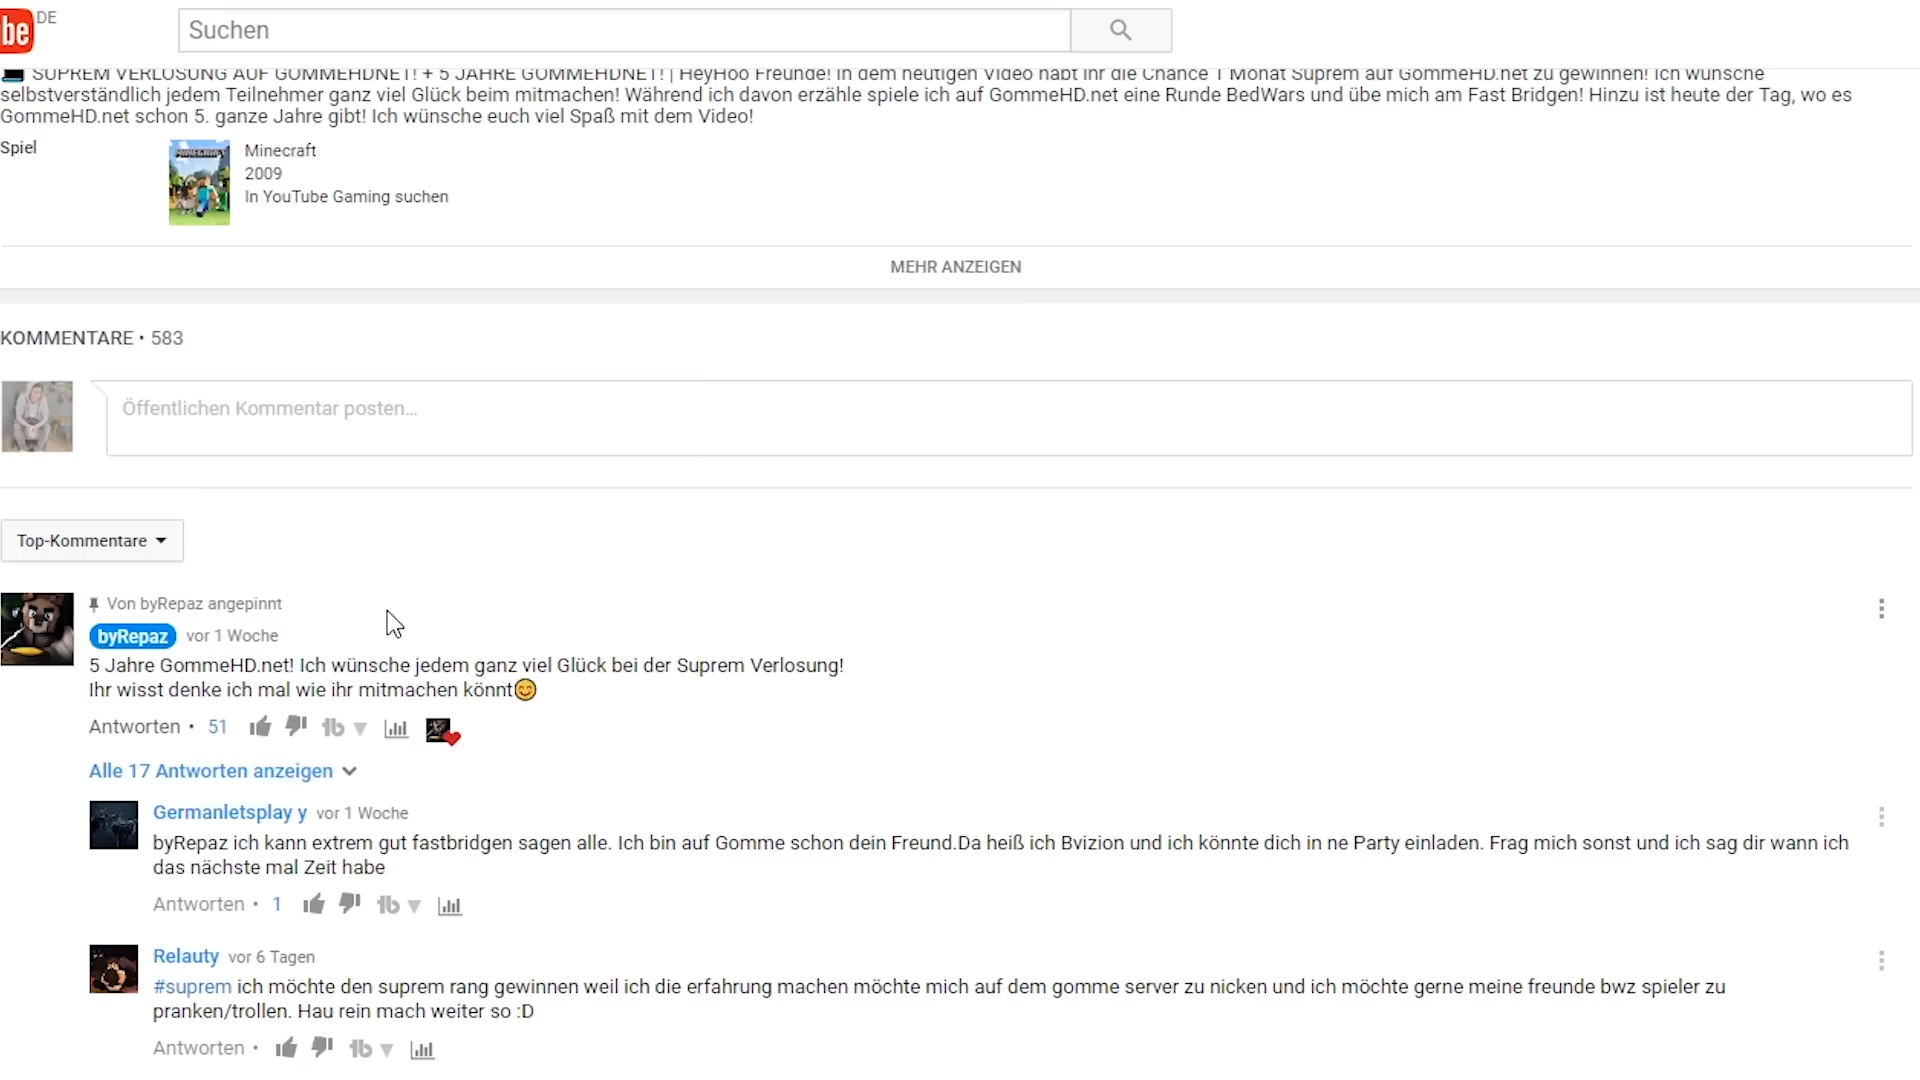 be DE
Suchen
SUPREM VERLOSUNG AUF GOMMEHDNET! + 5 JAHRE GOMMEHDNET! | HeyHoo Freunde! In dem heutigen Video habt ihr die Chance 1 Monat Suprem auf GommeHD.net zu gewinnen! Ich wünsche
selbstverständlich jedem Teilnehmer ganz viel Glück beim mitmachen! Während ich davon erzähle spiele ich auf GommeHD.net eine Runde BedWars und übe mich am Fast Bridgen! Hinzu ist heute der Tag, wo es
GommeHD.net schon 5. ganze Jahre gibt! Ich wünsche euch viel Spaß mit dem Video!
Spiel
MINECRAFT
Minecraft
2009
In YouTube Gaming suchen
MEHR ANZEIGEN
KOMMENTARE • 583
Öffentlichen Kommentar posten...
Top-Kommentare
Von byRepaz angepinnt
byRepaz vor 1 Woche
5 Jahre GommeHD.net! Ich wünsche jedem ganz viel Glück bei der Suprem Verlosung!
Ihr wisst denke ich mal wie ihr mitmachen könnt😊
Antworten • 51
Alle 17 Antworten anzeigen
Germanletsplay y vor 1 Woche
byRepaz ich kann extrem gut fastbridgen sagen alle. Ich bin auf Gomme schon dein Freund.Da heiß ich Bvizion und ich könnte dich in ne Party einladen. Frag mich sonst und ich sag dir wann ich
das nächste mal Zeit habe
Antworten • 1
Relauty vor 6 Tagen
#suprem ich möchte den suprem rang gewinnen weil ich die erfahrung machen möchte mich auf dem gomme server zu nicken und ich möchte gerne meine freunde bwz spieler zu
pranken/trollen. Hau rein mach weiter so :D
Antworten •